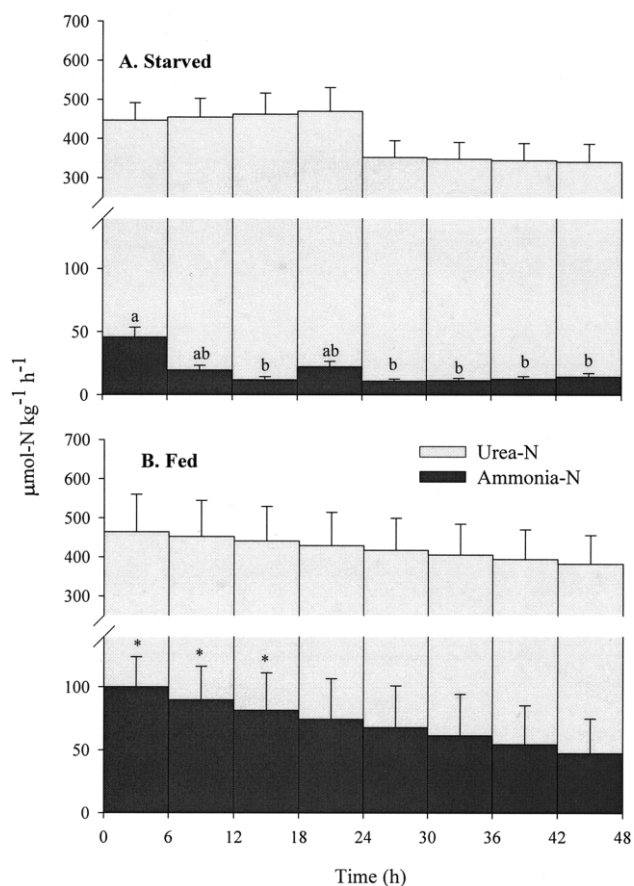 700
600
A. Starved
500
400
300
100
a
50
ab
ab
b
b
b
b
b
0
μmol-N kg⁻¹ h⁻¹
700
B. Fed
Urea-N
600
Ammonia-N
500
400
300
*
*
*
100
50
0
0 6 12 18 24 30 36 42 48
Time (h)